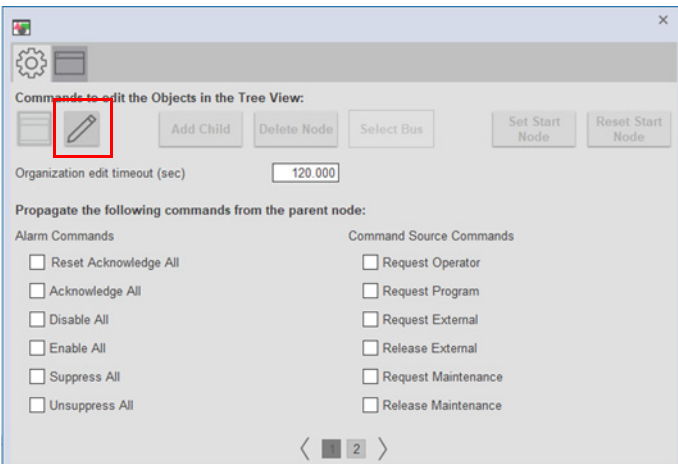 Commands to edit the Objects in the Tree View:
Add Child
Delete Node
Select Bus
Set Start
Node
Reset Start
Node
Organization edit timeout (sec)
120.000
Propagate the following commands from the parent node:
Alarm Commands
Command Source Commands
Reset Acknowledge All
Request Operator
Acknowledge All
Request Program
Disable All
Request External
Enable All
Release External
Suppress All
Request Maintenance
Unsuppress All
Release Maintenance
1
2